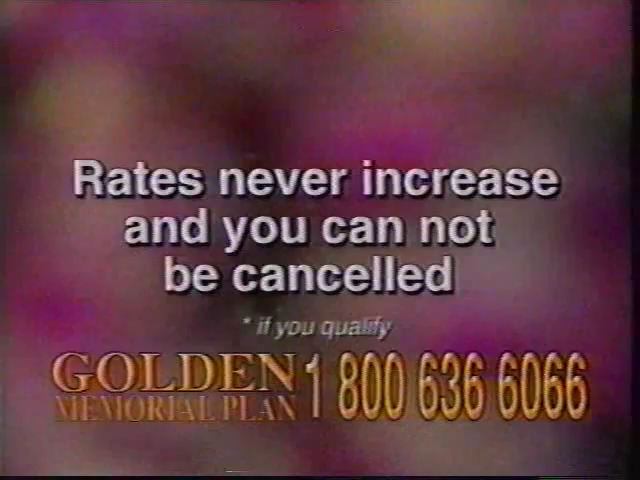 Rates never increase
and you can not
be cancelled
* if you qualify
GOLDEN
MEMORIAL PLAN
1 800 636 6066